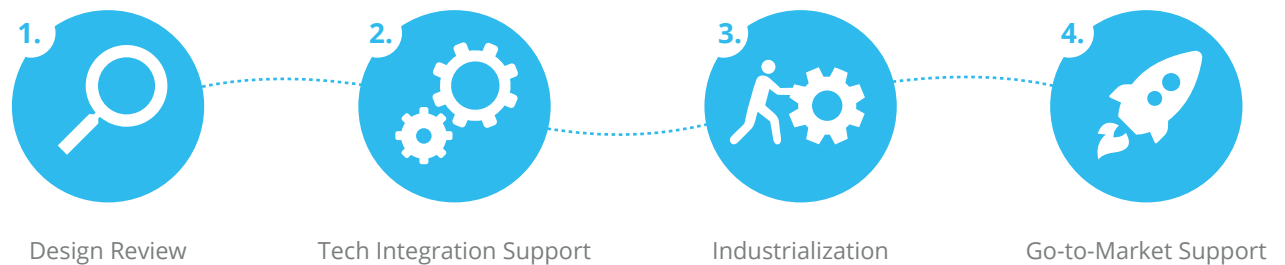 1.
2.
3.
4.
Design Review
Tech Integration Support
Industrialization
Go-to-Market Support